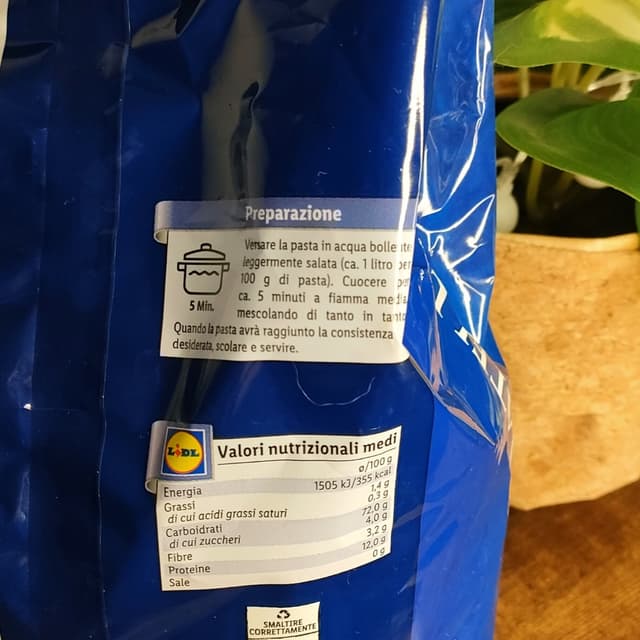 Preparazione
Versare la pasta in acqua bollente
leggermente salata (ca. 1 litro per
100 g di pasta). Cuocere per
ca. 5 minuti a fiamma media
mescolando di tanto in tanto
5 Min.
Quando la pasta avrà raggiunto la consistenza
desiderata, scolare e servire.
LIDL
Valori nutrizionali medi
ø/100 g
Energia 1505 kJ/355 kcal
Grassi 1,4 g
di cui acidi grassi saturi 0,3 g
Carboidrati 72,0 g
di cui zuccheri 4,0 g
Fibre 3,2 g
Proteine 12,0 g
Sale 0 g
SMALTIRE
CORRETTAMENTE